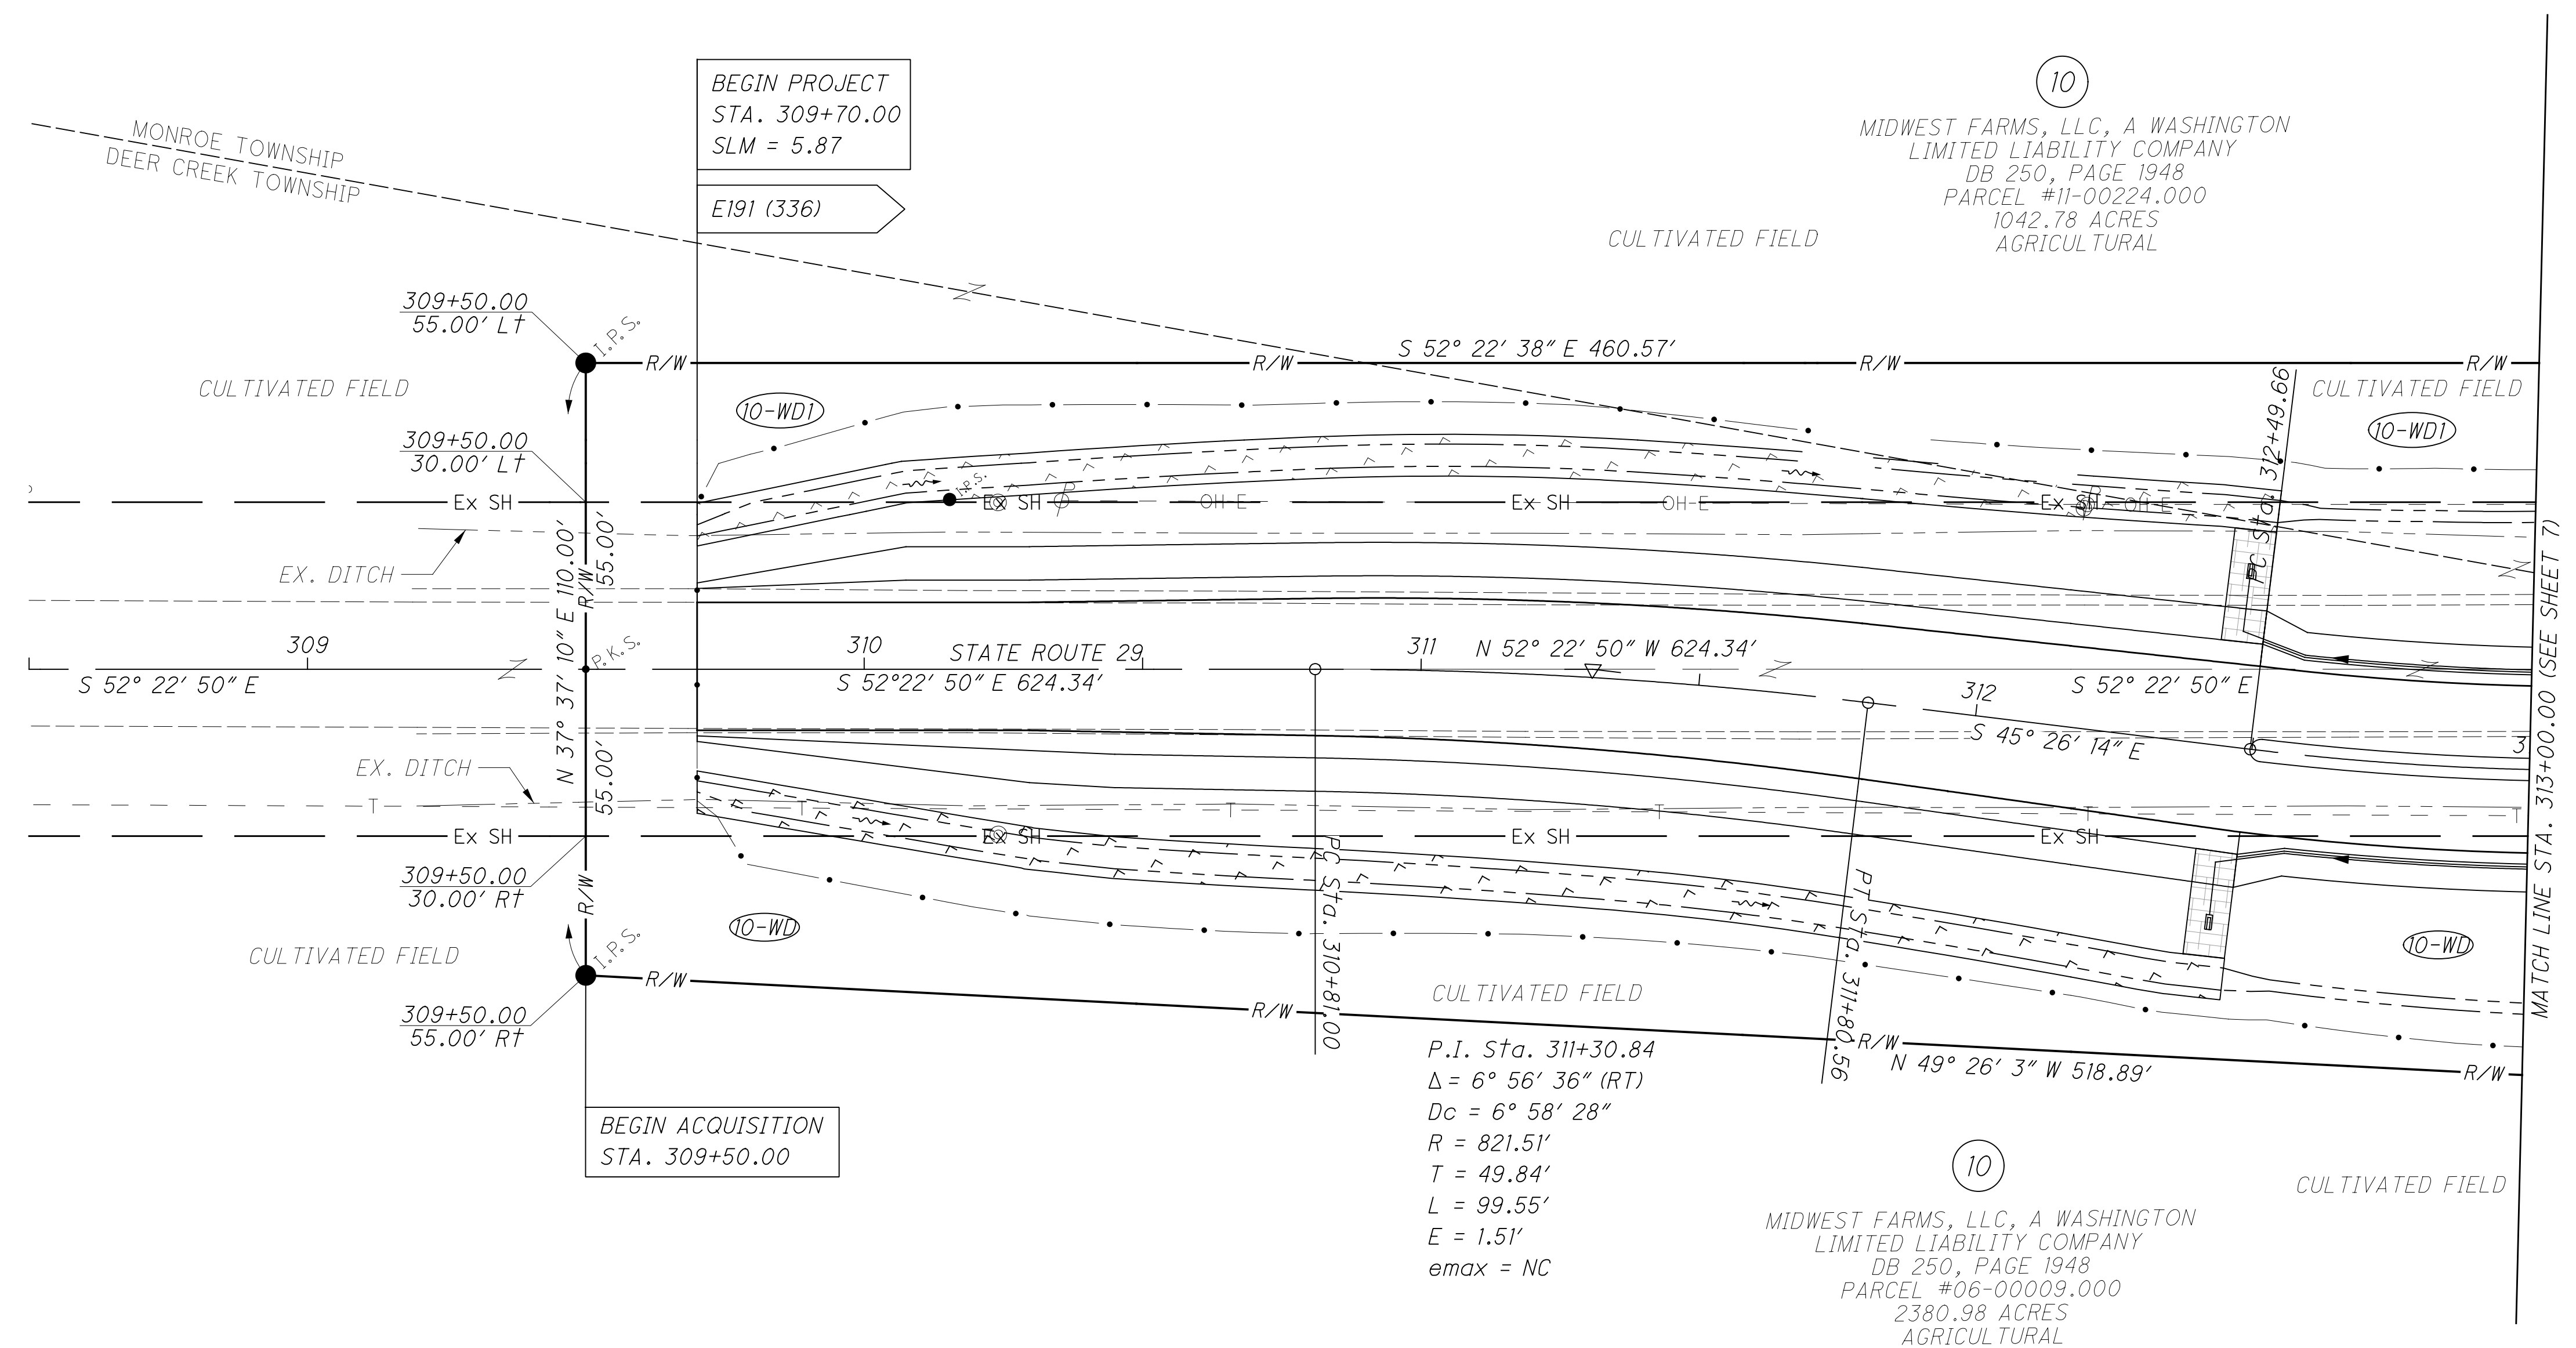 BEGIN PROJECT
STA. 309+70.00
SLM = 5.87
E191 (336)
MONROE TOWNSHIP
DEER CREEK TOWNSHIP
10
MIDWEST FARMS, LLC, A WASHINGTON
LIMITED LIABILITY COMPANY
DB 250, PAGE 1948
PARCEL #11-00224.000
1042.78 ACRES
AGRICULTURAL
CULTIVATED FIELD
309+50.00
55.00' Lt
I.P.S.
R/W
R/W
S 52° 22' 38" E 460.57'
R/W
R/W
CULTIVATED FIELD
CULTIVATED FIELD
10-WD1
10-WD1
PC Sta. 312+49.66
309+50.00
30.00' Lt
I.P.S.
Ex SH
Ex SH
OH-E
Ex SH
OH-E
Ex SH
OH-E
EX. DITCH
N 37° 37' 10" E 110.00'
R/W
55.00'
309
P.K.S.
310
STATE ROUTE 29
311
N 52° 22' 50" W 624.34'
S 52° 22' 50" E
S 52°22' 50" E 624.34'
S 52° 22' 50" E
312
S 45° 26' 14" E
3
EX. DITCH
55.00'
T
T
T
T
T
T
Ex SH
Ex SH
Ex SH
Ex SH
309+50.00
30.00' Rt
R/W
10-WD
10-WD
CULTIVATED FIELD
I.P.S.
R/W
R/W
R/W
R/W
PC Sta. 310+81.00
PT Sta. 311+80.56
CULTIVATED FIELD
309+50.00
55.00' Rt
N 49° 26' 3" W 518.89'
MATCH LINE STA. 313+00.00 (SEE SHEET 7)
P.I. Sta. 311+30.84
Δ = 6° 56' 36" (RT)
Dc = 6° 58' 28"
R = 821.51'
T = 49.84'
L = 99.55'
E = 1.51'
emax = NC
BEGIN ACQUISITION
STA. 309+50.00
10
CULTIVATED FIELD
MIDWEST FARMS, LLC, A WASHINGTON
LIMITED LIABILITY COMPANY
DB 250, PAGE 1948
PARCEL #06-00009.000
2380.98 ACRES
AGRICULTURAL